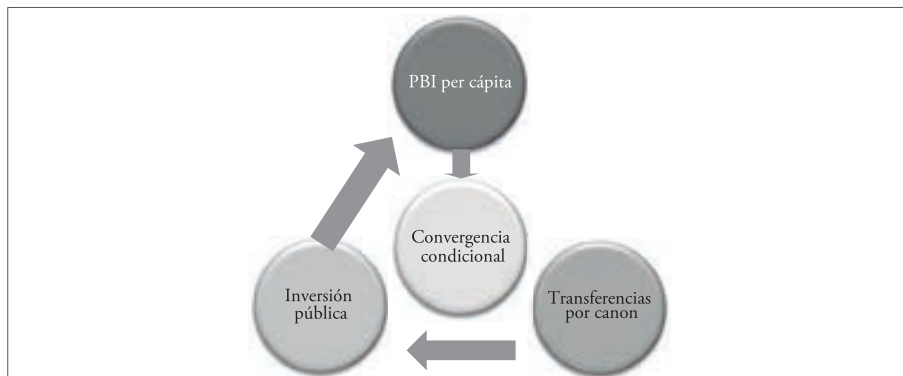 PBI per cápita
Convergencia
condicional
Inversión
pública
Transferencias
por canon